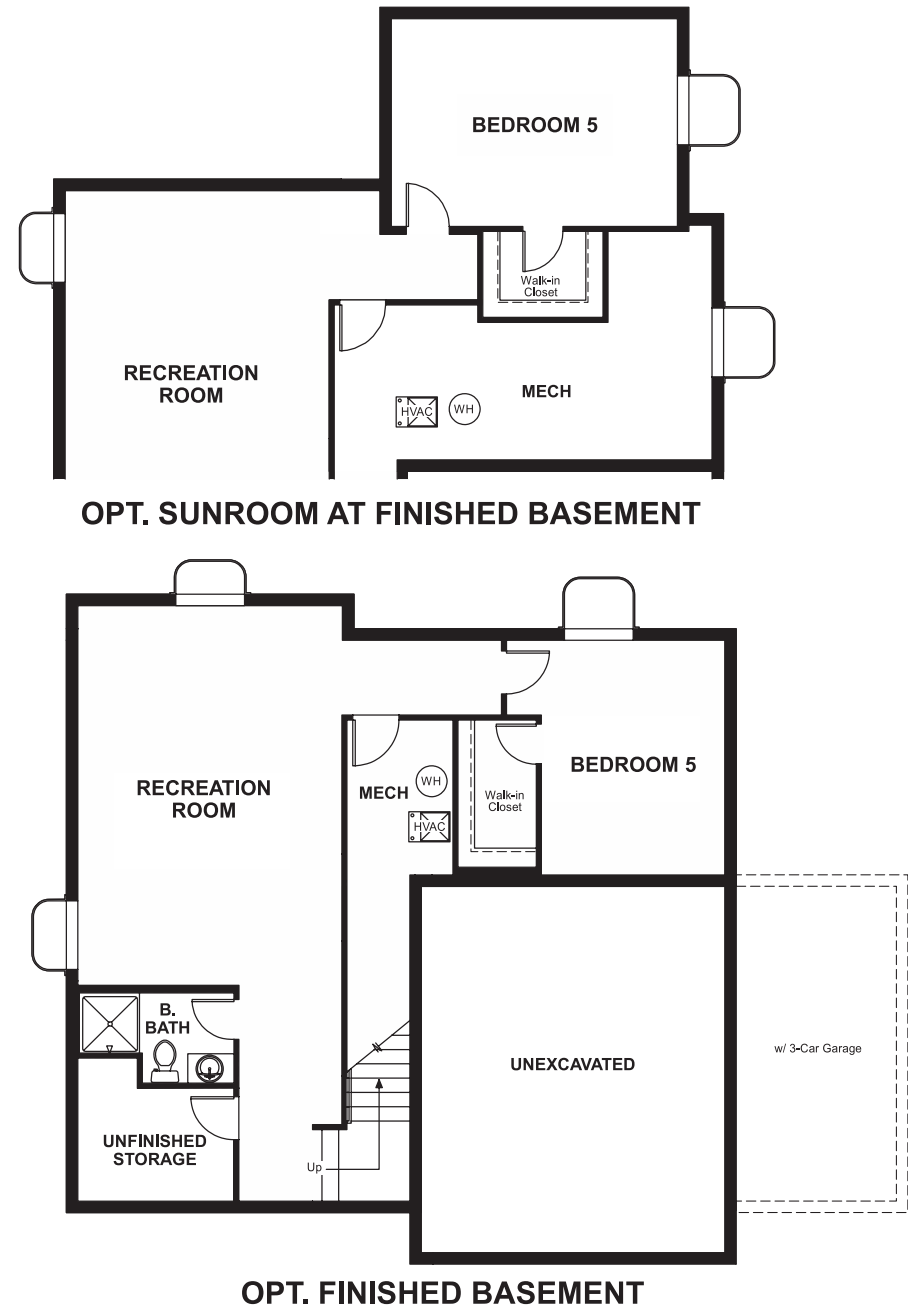 BEDROOM 5
Walk-in
Closet
RECREATION
ROOM
MECH
HVAC
WH
OPT. SUNROOM AT FINISHED BASEMENT
RECREATION
ROOM
MECH
WH
HVAC
Walk-in
Closet
BEDROOM 5
B.
BATH
UNEXCAVATED
w/ 3-Car Garage
UNFINISHED
STORAGE
Up
OPT. FINISHED BASEMENT